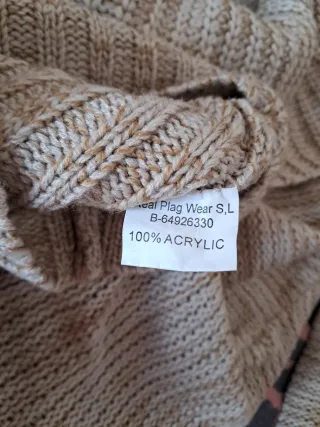 Real Plag Wear S,L
B-64926330
100% ACRYLIC